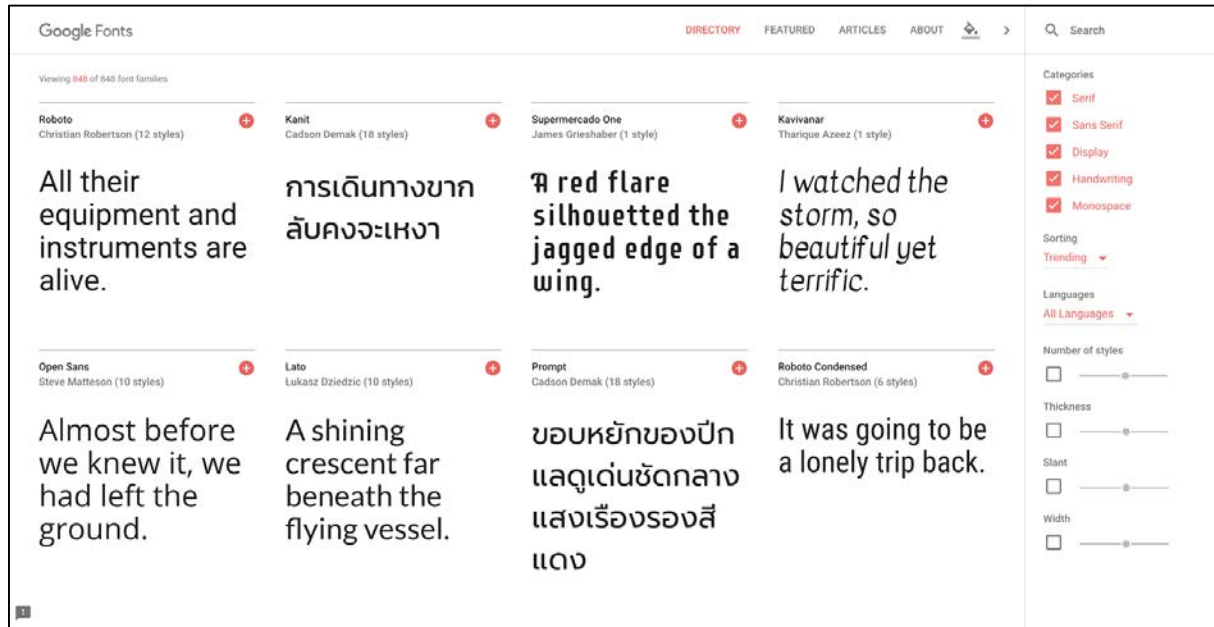 Google Fonts
DIRECTORY
FEATURED
ARTICLES
ABOUT
Search
Viewing 848 of 848 font families
Roboto
Christian Robertson (12 styles)
All their
equipment and
instruments are
alive.
Kanit
Cadson Demak (18 styles)
การเดินทางขาก
ลับคงจะเหงา
Supermercado One
James Grieshaber (1 style)
A red flare
silhouetted the
jagged edge of a
wing.
Kavivanar
Tharique Azeez (1 style)
I watched the
storm, so
beautiful yet
terrific.
Open Sans
Steve Matteson (10 styles)
Almost before
we knew it, we
had left the
ground.
Lato
Lukasz Dziedzic (10 styles)
A shining
crescent far
beneath the
flying vessel.
Prompt
Cadson Demak (18 styles)
ขอบหยักของปีก
แลดูเด่นชัดกลาง
แสงเรืองรองสี
แดง
Roboto Condensed
Christian Robertson (6 styles)
It was going to be
a lonely trip back.
Categories
Serif
Sans Serif
Display
Handwriting
Monospace
Sorting
Trending
Languages
All Languages
Number of styles
Thickness
Slant
Width